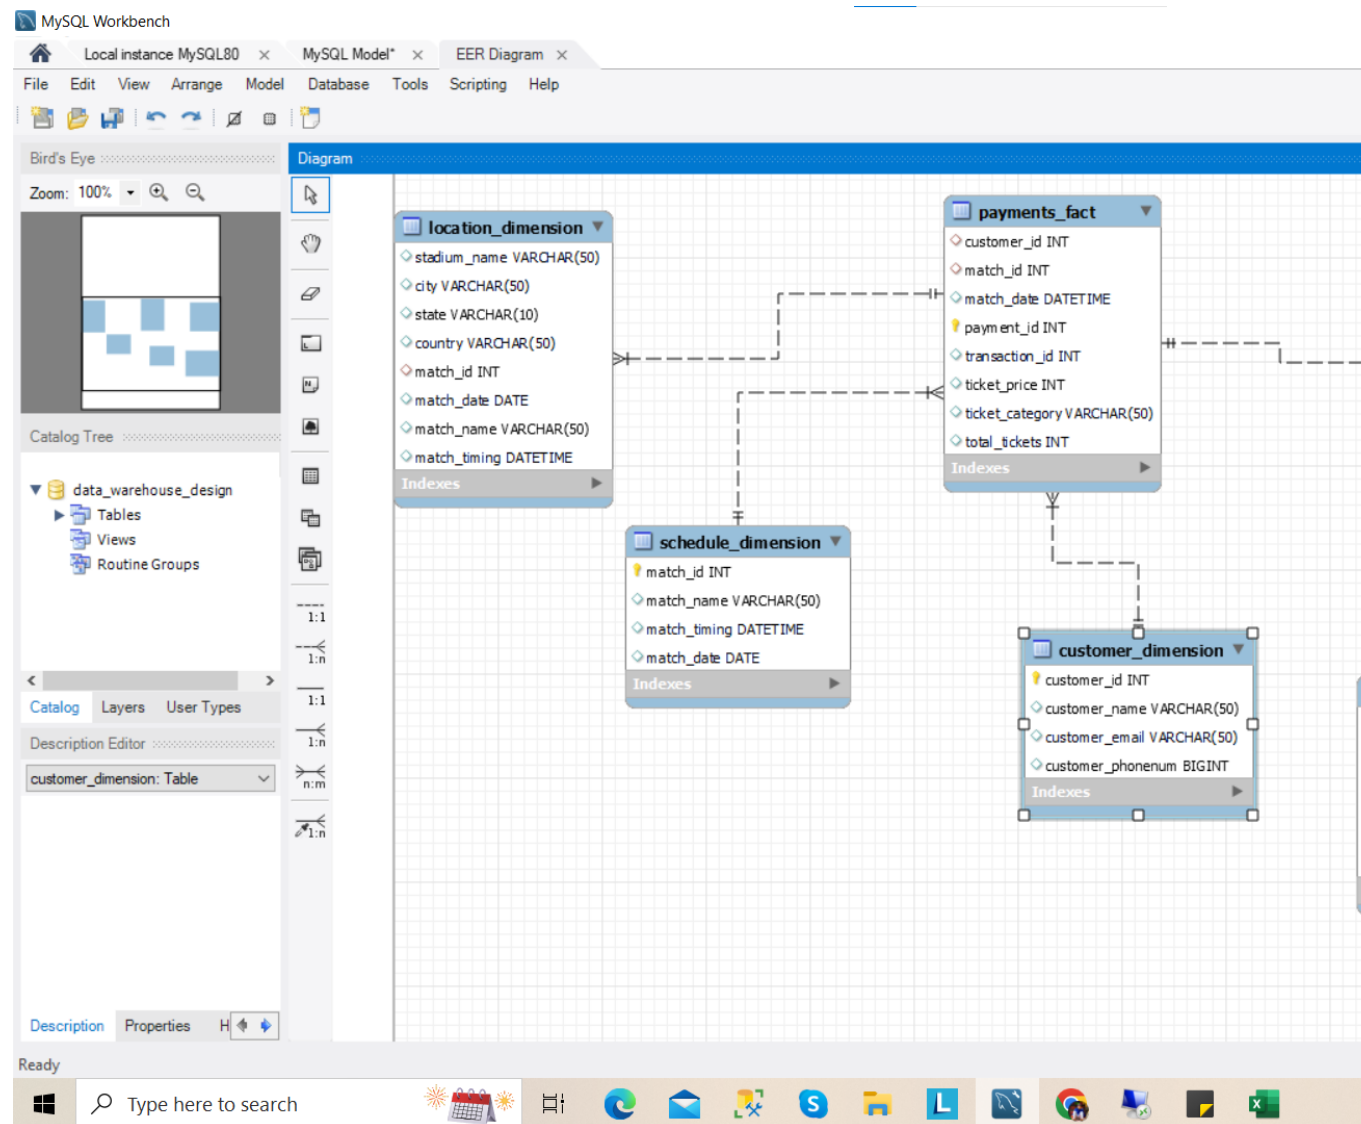 MySQL Workbench
Local instance MySQL80
MySQL Model*
EER Diagram
File Edit View Arrange Model Database Tools Scripting Help
Bird's Eye
Diagram
Zoom: 100%
location_dimension
stadium_name VARCHAR(50)
city VARCHAR(50)
state VARCHAR(10)
country VARCHAR(50)
match_id INT
match_date DATE
match_name VARCHAR(50)
match_timing DATETIME
Indexes
payments_fact
customer_id INT
match_id INT
match_date DATETIME
payment_id INT
transaction_id INT
ticket_price INT
ticket_category VARCHAR(50)
total_tickets INT
Indexes
schedule_dimension
match_id INT
match_name VARCHAR(50)
match_timing DATETIME
match_date DATE
Indexes
customer_dimension
customer_id INT
customer_name VARCHAR(50)
customer_email VARCHAR(50)
customer_phonenum BIGINT
Indexes
1:1
1:n
1:1
1:n
n:m
1:n
Catalog Tree
data_warehouse_design
Tables
Views
Routine Groups
Catalog Layers User Types
Description Editor
customer_dimension: Table
Description Properties H
Ready
Type here to search